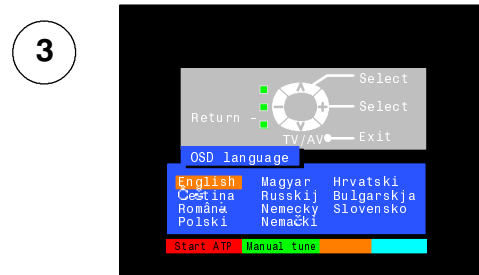 3
Select
Select
Return
TV/AV Exit
OSD language
English Magyar Hrvatski
Čeština Russkij Bulgarskja
Română Nemecky Slovensko
Polski Nemački
Start ATP Manual tune